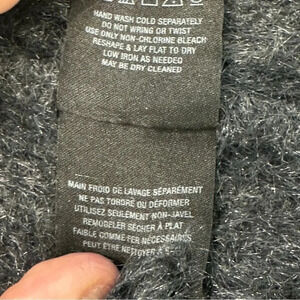 HAND WASH COLD SEPARATELY
DO NOT WRING OR TWIST
USE ONLY NON-CHLORINE BLEACH
RESHAPE & LAY FLAT TO DRY
LOW IRON AS NEEDED
MAY BE DRY CLEANED
MAIN FROID DE LAVAGE SÉPARÉMENT
NE PAS TORDRE OU DÉFORMER
UTILISEZ SEULEMENT NON-JAVEL
REMODELER SÉCHER À PLAT
FAIBLE COMME FER NÉCESSAIRES
PEUT ÊTRE NETTOYER À